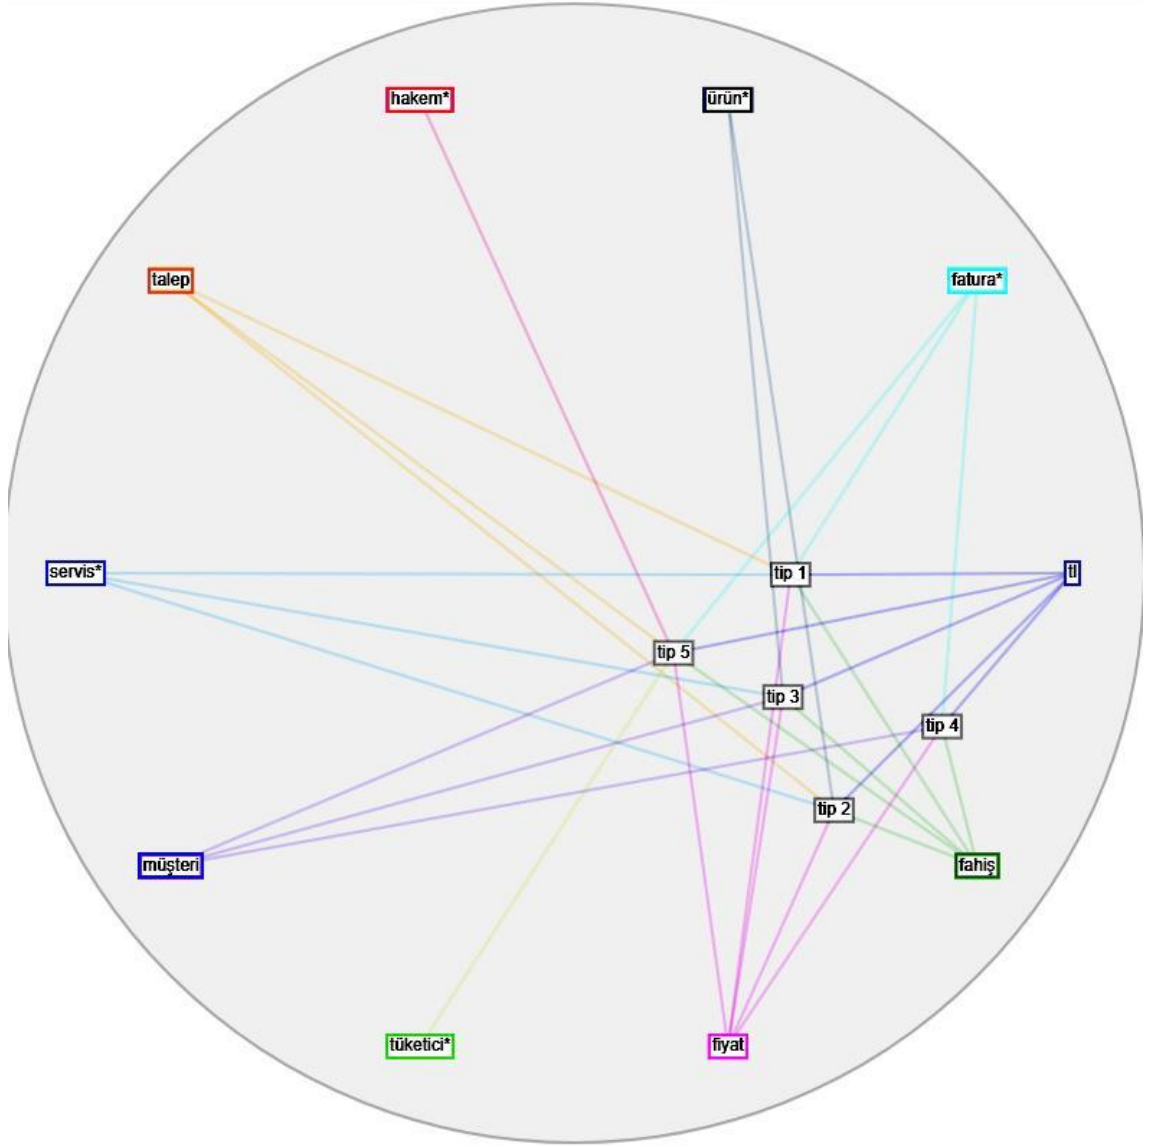 hakem*
ürün*
talep
fatura*
servis*
tip 1
tl
tip 5
tip 3
tip 4
tip 2
müşteri
fahiş
tüketici*
fiyat